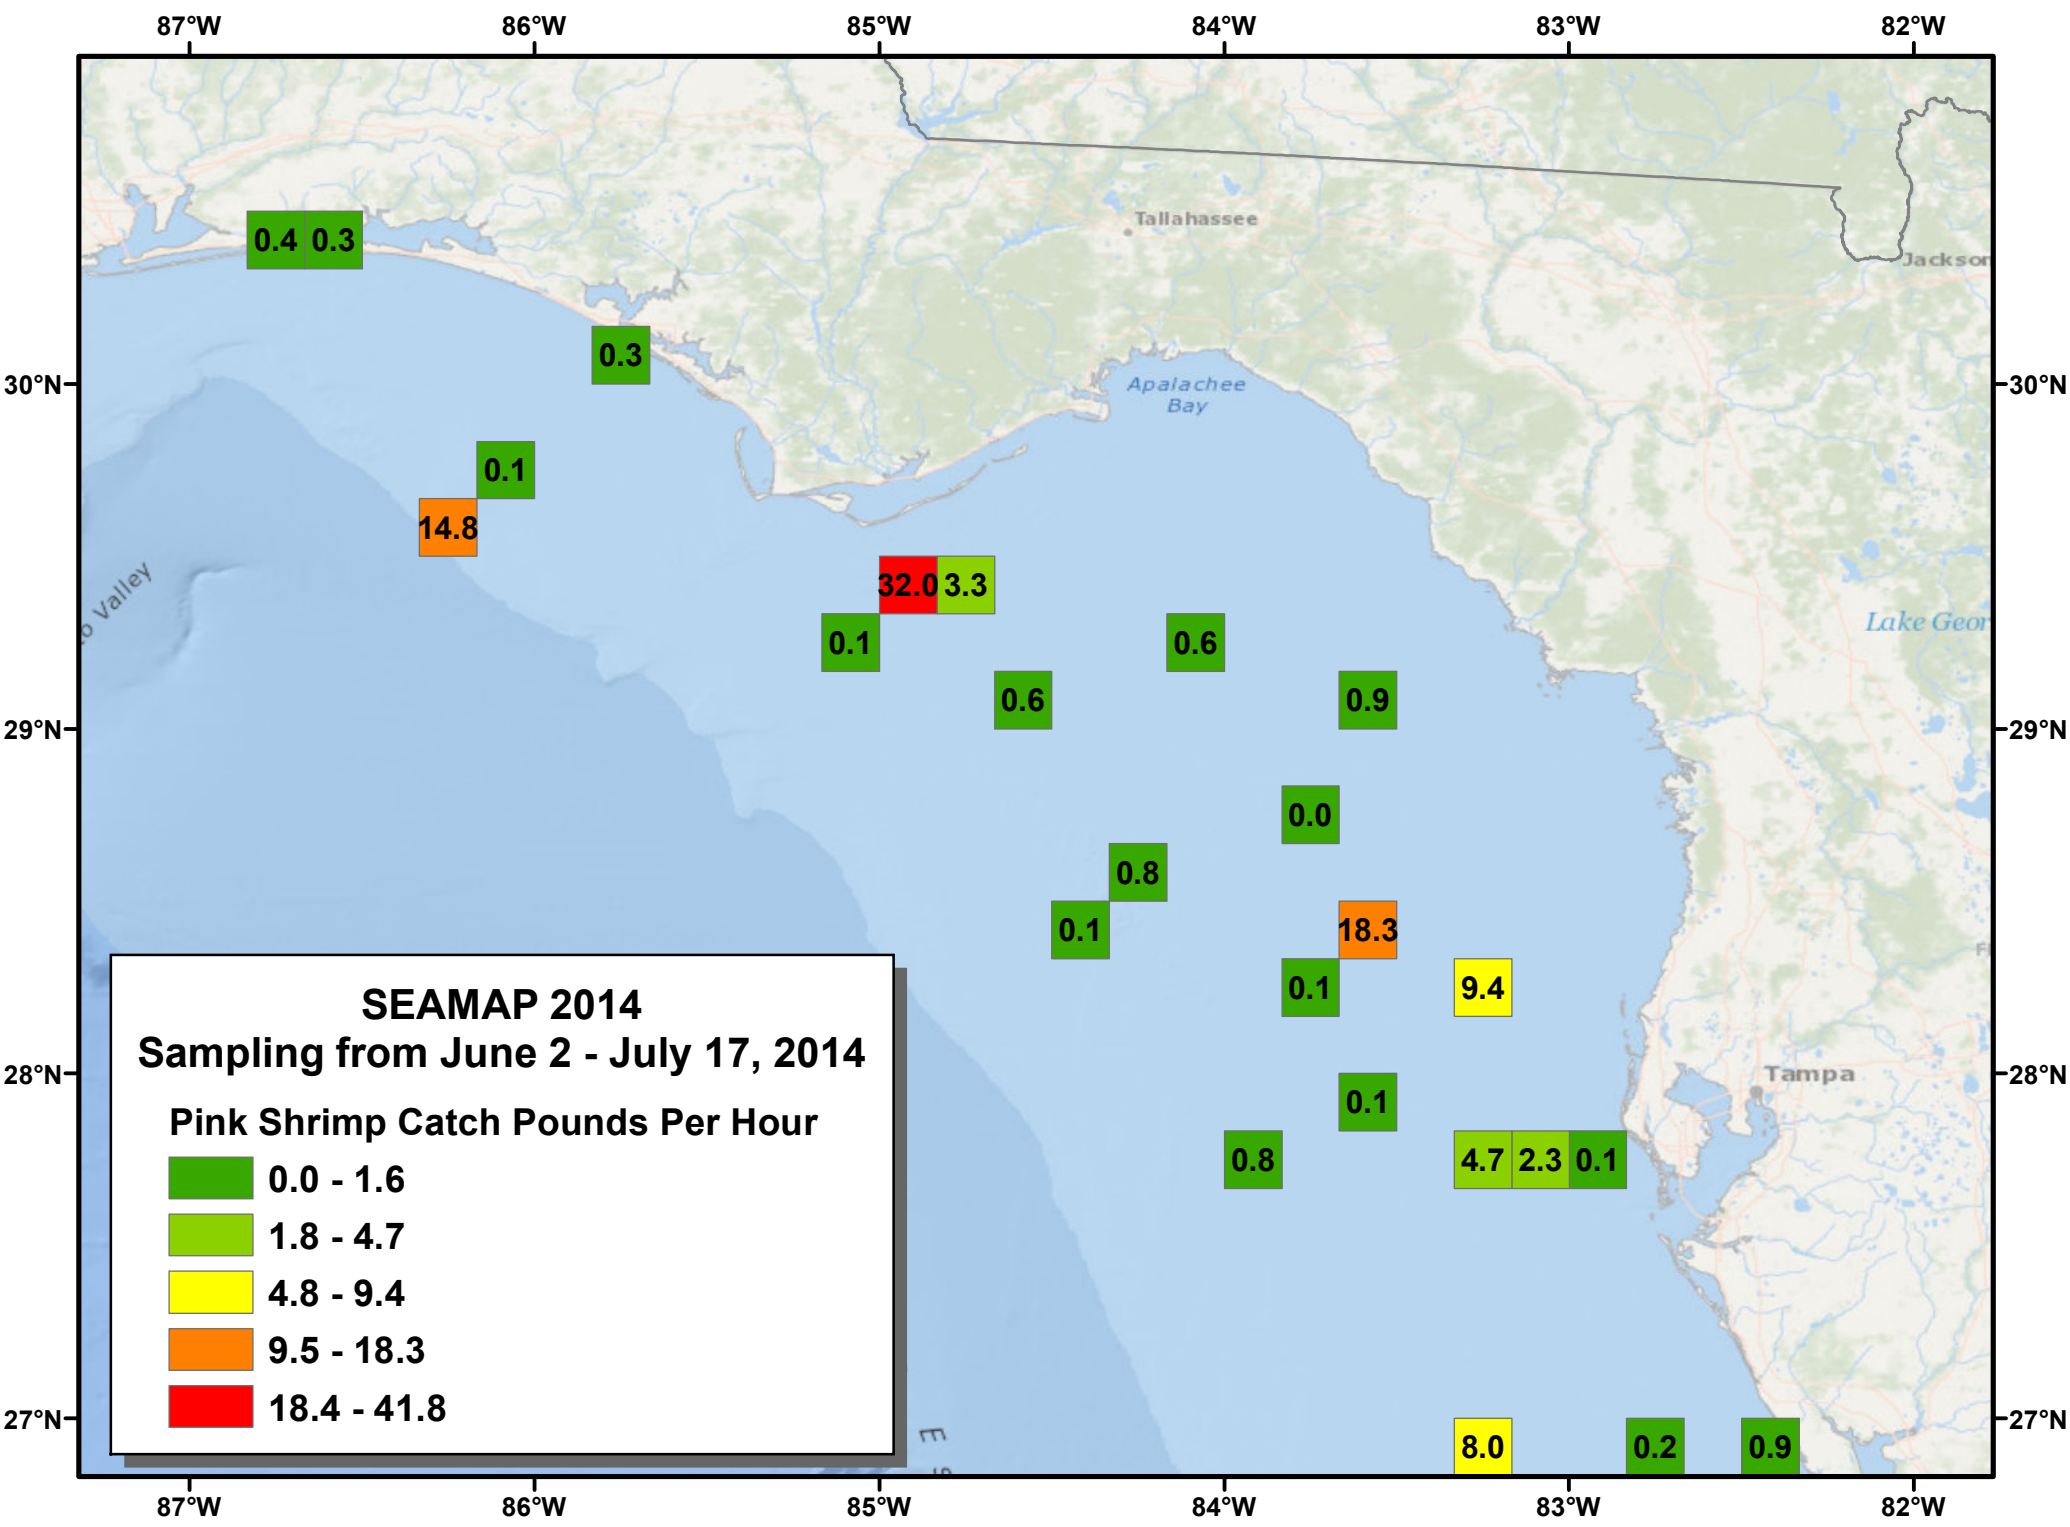 87°W 86°W 85°W 84°W 83°W 82°W
Tallahassee
0.4 0.3
Jackson
0.3
30°N 30°N
Apalachee
Bay
0.1
14.8
32.0 3.3
Valley
Lake Geor
0.1 0.6
0.6 0.9
29°N 29°N
0.0
0.8
0.1 18.3
0.1 9.4
SEAMAP 2014
Sampling from June 2 - July 17, 2014
28°N 28°N
Tampa
0.1
Pink Shrimp Catch Pounds Per Hour
0.8 4.7 2.3 0.1
0.0 - 1.6
1.8 - 4.7
4.8 - 9.4
9.5 - 18.3
18.4 - 41.8
27°N 27°N
8.0 0.2 0.9
87°W 86°W 85°W 84°W 83°W 82°W